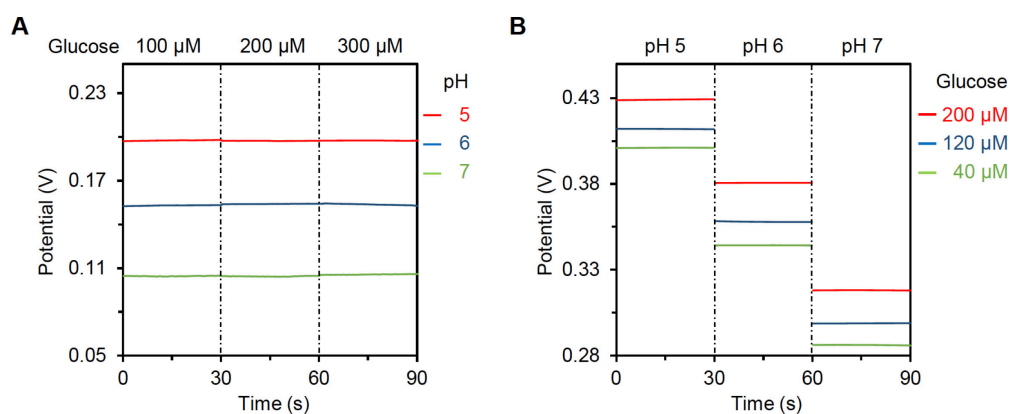 A
Glucose 100 µM 200 µM 300 µM
0.23
0.17
0.11
0.05
Potential (V)
0 30 60 90
Time (s)
pH
5
6
7
B
pH 5 pH 6 pH 7
0.43
0.38
0.33
0.28
Potential (V)
0 30 60 90
Time (s)
Glucose
200 µM
120 µM
40 µM